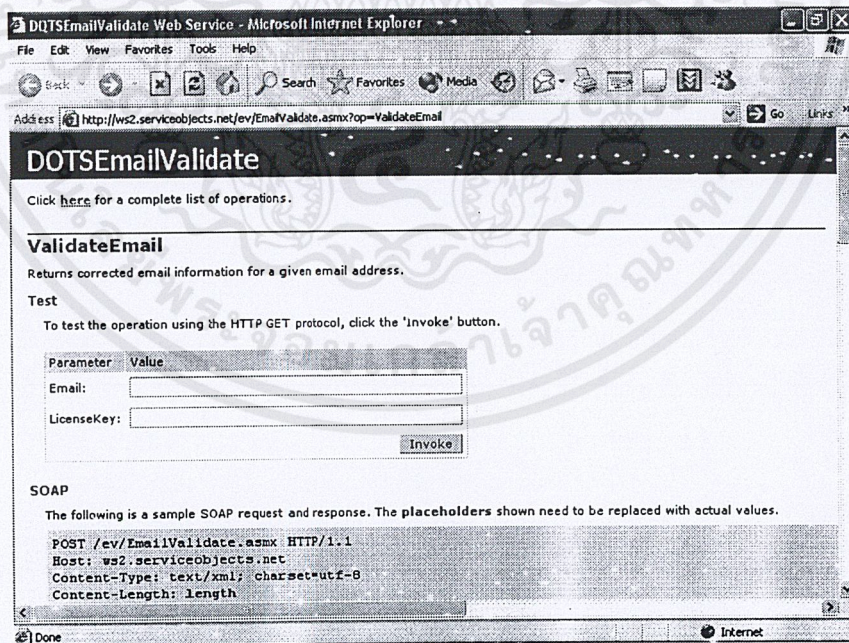 DOTSEmailValidate Web Service - Microsoft Internet Explorer
File Edit View Favorites Tools Help
Back Search Favorites Media
Address http://ws2.serviceobjects.net/ev/EmailValidate.asmx?op=ValidateEmail Go Links »
DOTSEmailValidate
Click here for a complete list of operations.
ValidateEmail
Returns corrected email information for a given email address.
Test
To test the operation using the HTTP GET protocol, click the 'Invoke' button.
Parameter Value
Email:
LicenseKey:
Invoke
SOAP
The following is a sample SOAP request and response. The placeholders shown need to be replaced with actual values.
POST /ev/EmailValidate.asmx HTTP/1.1
Host: ws2.serviceobjects.net
Content-Type: text/xml; charset=utf-8
Content-Length: length
Done Internet